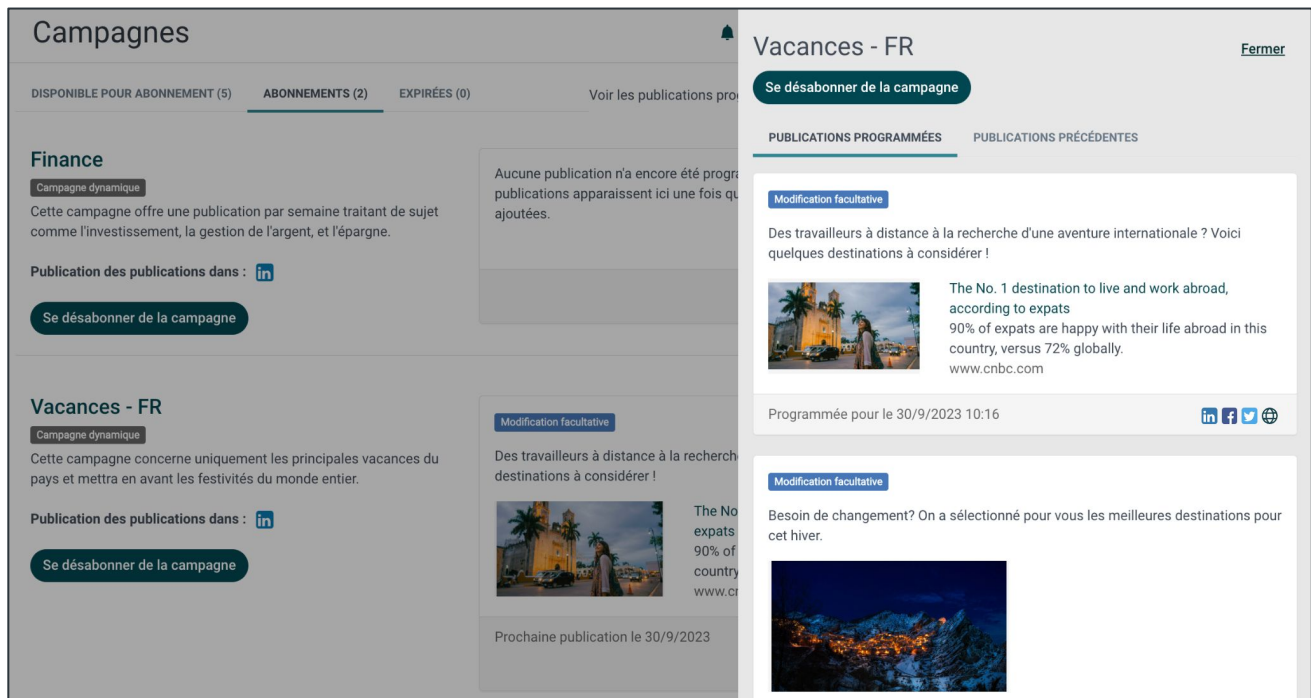 Campagnes
DISPONIBLE POUR ABONNEMENT (5)
ABONNEMENTS (2)
EXPIRÉES (0)
Voir les publications
Finance
Campagne dynamique
Cette campagne offre une publication par semaine traitant de sujet
comme l'investissement, la gestion de l'argent, et l'épargne.
Publication des publications dans :
in
Se désabonner de la campagne
Aucune publication n'a encore été
publications apparaissent ici une fois
ajoutées.
Vacances - FR
Campagne dynamique
Cette campagne concerne uniquement les principales vacances du
pays et mettra en avant les festivités du monde entier.
Publication des publications dans :
in
Se désabonner de la campagne
Modification facultative
Des travailleurs à distance à la
destinations à considérer !
The No
expats
90% of
country
Prochaine publication le 30/9/2023
Vacances - FR
Fermer
Se désabonner de la campagne
PUBLICATIONS PROGRAMMÉES
PUBLICATIONS PRÉCÉDENTES
Modification facultative
Des travailleurs à distance à la recherche d'une aventure internationale ? Voici
quelques destinations à considérer !
The No. 1 destination to live and work abroad,
according to expats
90% of expats are happy with their life abroad in this
country, versus 72% globally.
www.cnbc.com
Programmée pour le 30/9/2023 10:16
in
Modification facultative
Besoin de changement? On a sélectionné pour vous les meilleures destinations pour
cet hiver.